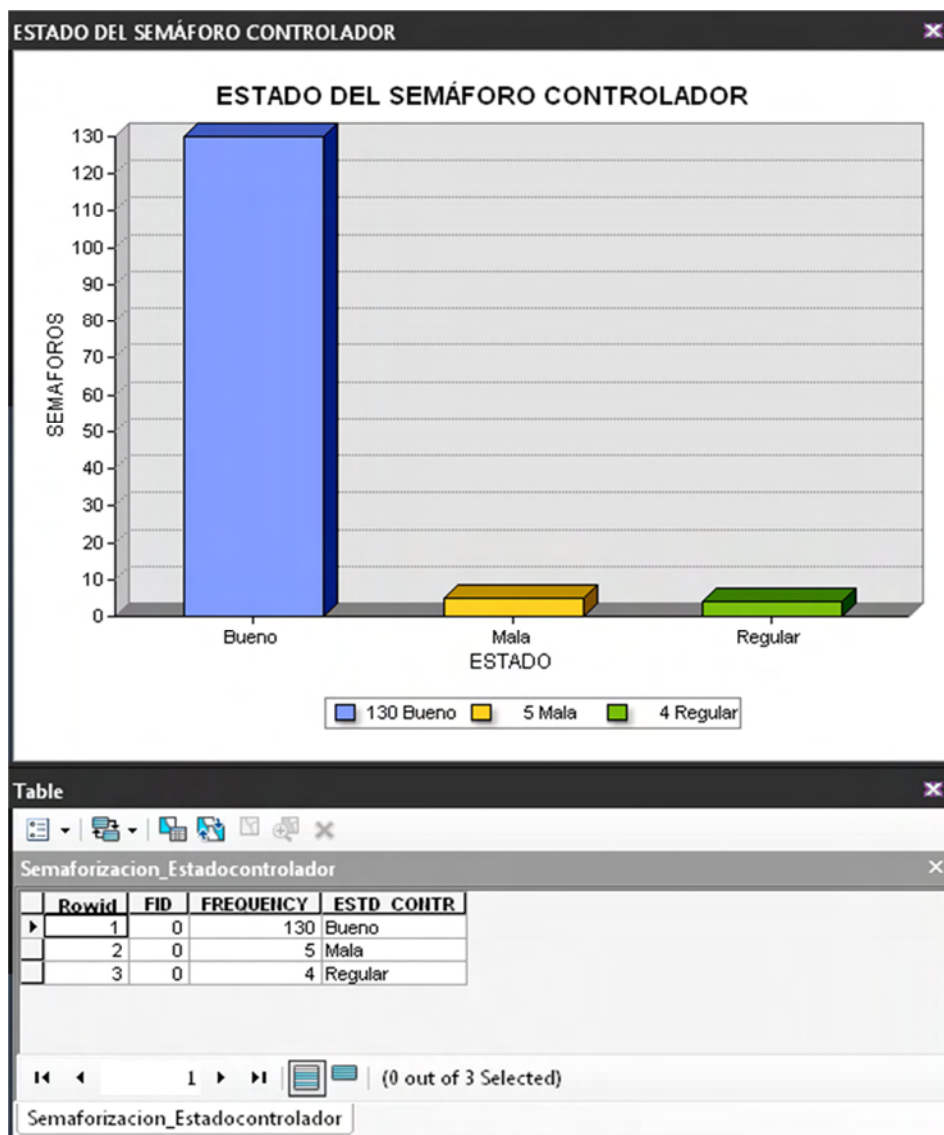 ESTADO DEL SEMÁFORO CONTROLADOR
ESTADO DEL SEMÁFORO CONTROLADOR
130
120
110
100
90
80
70
60
50
40
30
20
10
0
SEMAFOROS
Bueno Mala Regular
ESTADO
130 Bueno 5 Mala 4 Regular
Table
Semaforizacion_Estadocontrolador
Rowid FID FREQUENCY ESTD_CONTR
1 0 130 Bueno
2 0 5 Mala
3 0 4 Regular
1 (0 out of 3 Selected)
Semaforizacion_Estadocontrolador